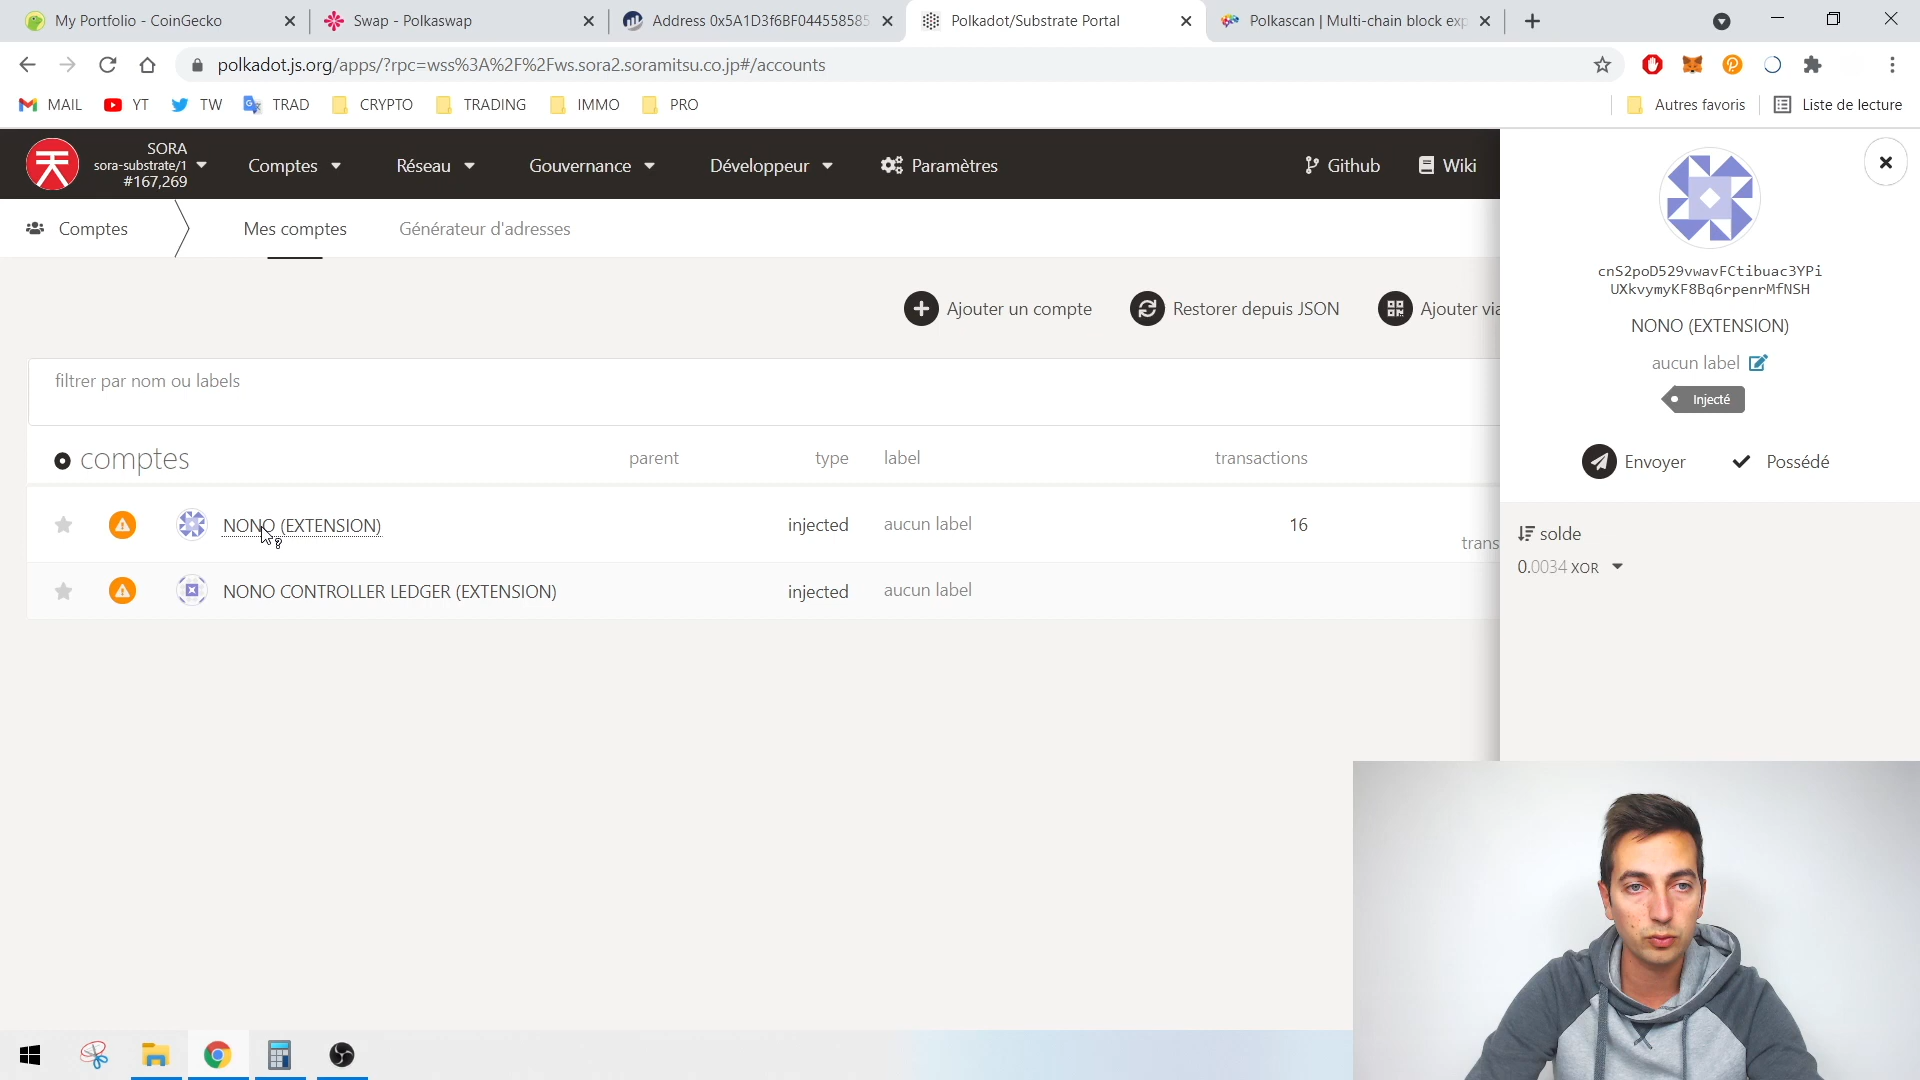 My Portfolio - CoinGecko
Swap - Polkaswap
Address 0x5A1D3f6BF044558585
Polkadot/Substrate Portal
Polkascan | Multi-chain block exp
polkadot.js.org/apps/?rpc=wss%3A%2F%2Fws.sora2.soramitsu.co.jp#/accounts
MAIL
YT
TW
TRAD
CRYPTO
TRADING
IMMO
PRO
Autres favoris
Liste de lecture
SORA
sora-substrate/1
#167,269
Comptes
Réseau
Gouvernance
Développeur
Paramètres
Github
Wiki
Comptes
Mes comptes
Générateur d'adresses
Ajouter un compte
Restorer depuis JSON
Ajouter via
filtrer par nom ou labels
comptes
parent
type
label
transactions
NONO (EXTENSION)
injected
aucun label
16
trans
NONO CONTROLLER LEDGER (EXTENSION)
injected
aucun label
cnS2poD529vwavFCtibuac3YPi
UXkvymyKF8Bq6rpenrMfNSH
NONO (EXTENSION)
aucun label
Injecté
Envoyer
Possédé
solde
0.0034 XOR